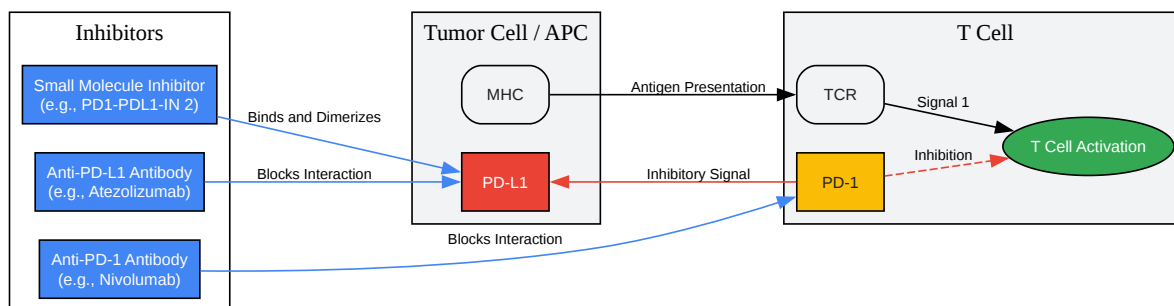 Inhibitors
Small Molecule Inhibitor
(e.g., PD1-PDL1-IN 2)
Anti-PD-L1 Antibody
(e.g., Atezolizumab)
Anti-PD-1 Antibody
(e.g., Nivolumab)
Binds and Dimerizes
Blocks Interaction
Blocks Interaction
Tumor Cell / APC
MHC
PD-L1
Antigen Presentation
Inhibitory Signal
T Cell
TCR
PD-1
Signal 1
Inhibition
T Cell Activation